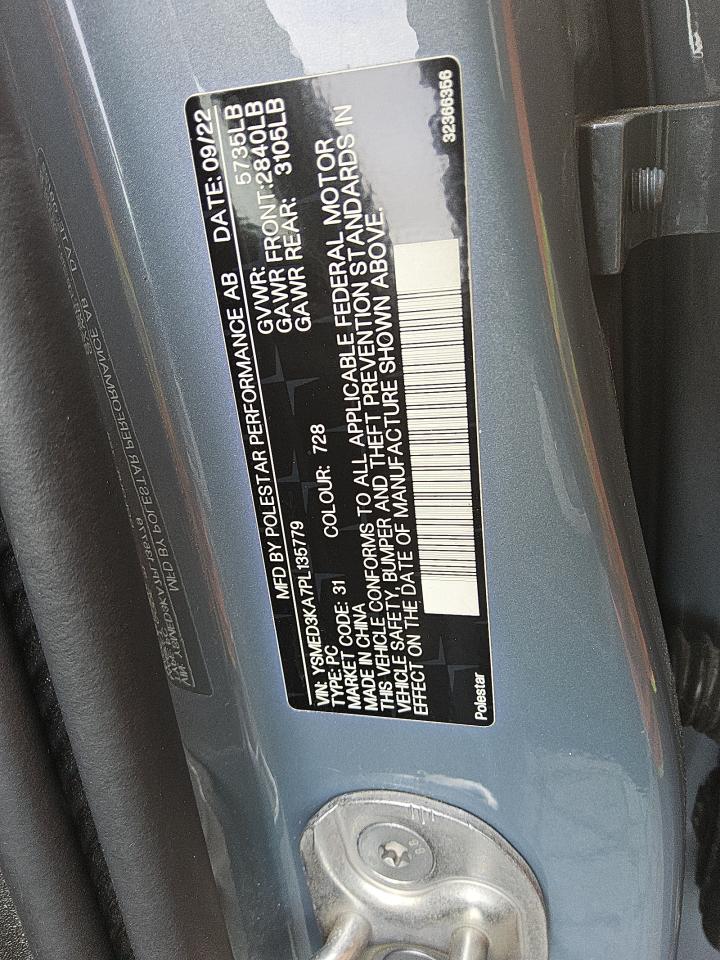 MFD BY POLESTAR PERFORMANCE AB DATE: 09/22
GVWR: 5735LB
GAWR FRONT:2840LB
GAWR REAR: 3105LB
VIN: YSMED3KA7PL135779
TYPE: PC
MARKET CODE: 31 COLOUR: 728
MADE IN CHINA
THIS VEHICLE CONFORMS TO ALL APPLICABLE FEDERAL MOTOR
VEHICLE SAFETY, BUMPER AND THEFT PREVENTION STANDARDS IN
EFFECT ON THE DATE OF MANUFACTURE SHOWN ABOVE.
Polestar 32366356